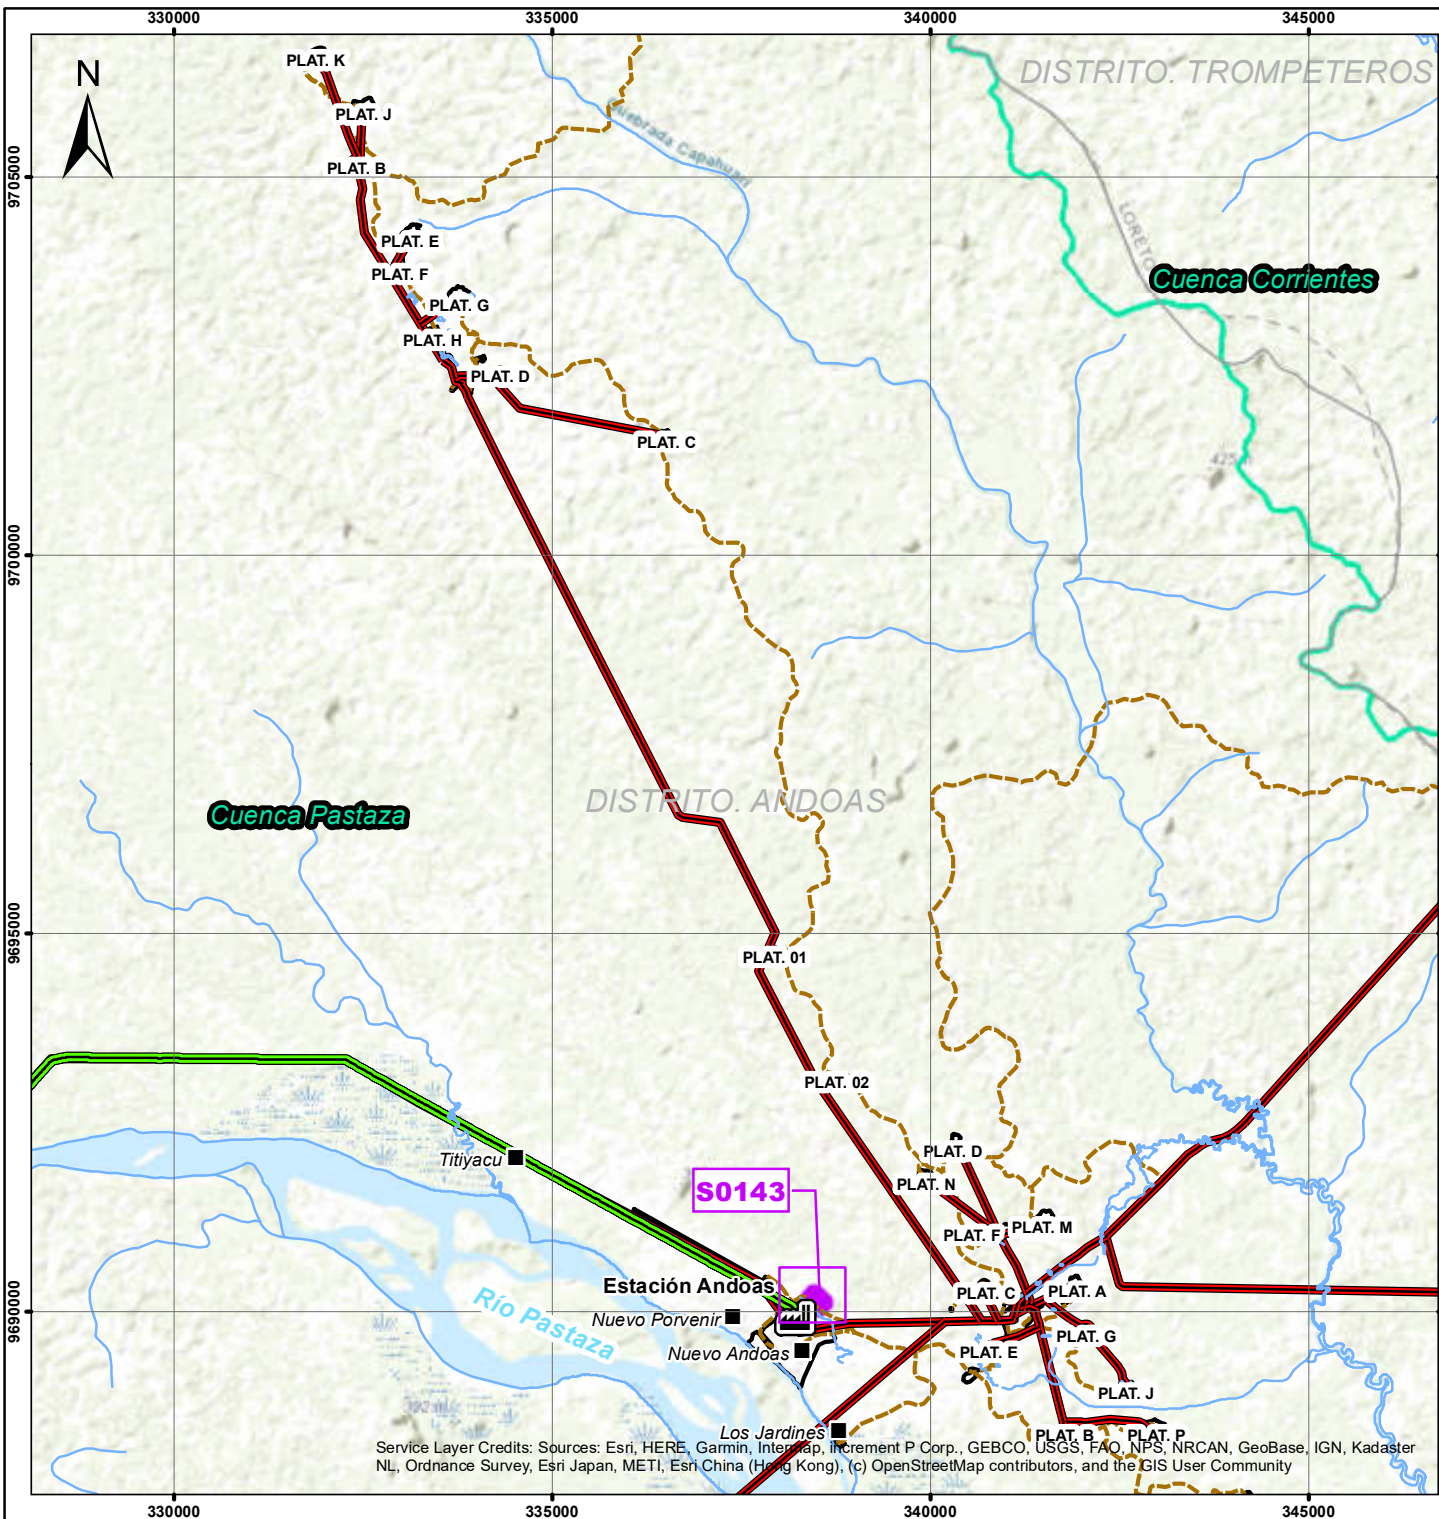 330000
335000
340000
345000
PLAT. K
N
DISTRITO. TROMPETEROS
PLAT. J
Quebrada Capahuari
PLAT. B
9705000
LORETO
PLAT. E
PLAT. F
Cuenca Corrientes
PLAT. G
PLAT. H
PLAT. D
PLAT. C
425
9700000
DISTRITO. ANDOAS
Cuenca Pastaza
9695000
PLAT. 01
PLAT. 02
PLAT. D
Titiyacu
PLAT. N
S0143
PLAT. M
PLAT. F
Estación Andoas
PLAT. C
PLAT. A
9690000
Río Pastaza
Nuevo Porvenir
PLAT. G
Nuevo Andoas
PLAT. E
PLAT. J
Los Jardines
PLAT. B
PLAT. P
Service Layer Credits: Sources: Esri, HERE, Garmin, Intermap, increment P Corp., GEBCO, USGS, FAO, NPS, NRCAN, GeoBase, IGN, Kadaster
NL, Ordnance Survey, Esri Japan, METI, Esri China (Hong Kong), (c) OpenStreetMap contributors, and the GIS User Community
330000
335000
340000
345000